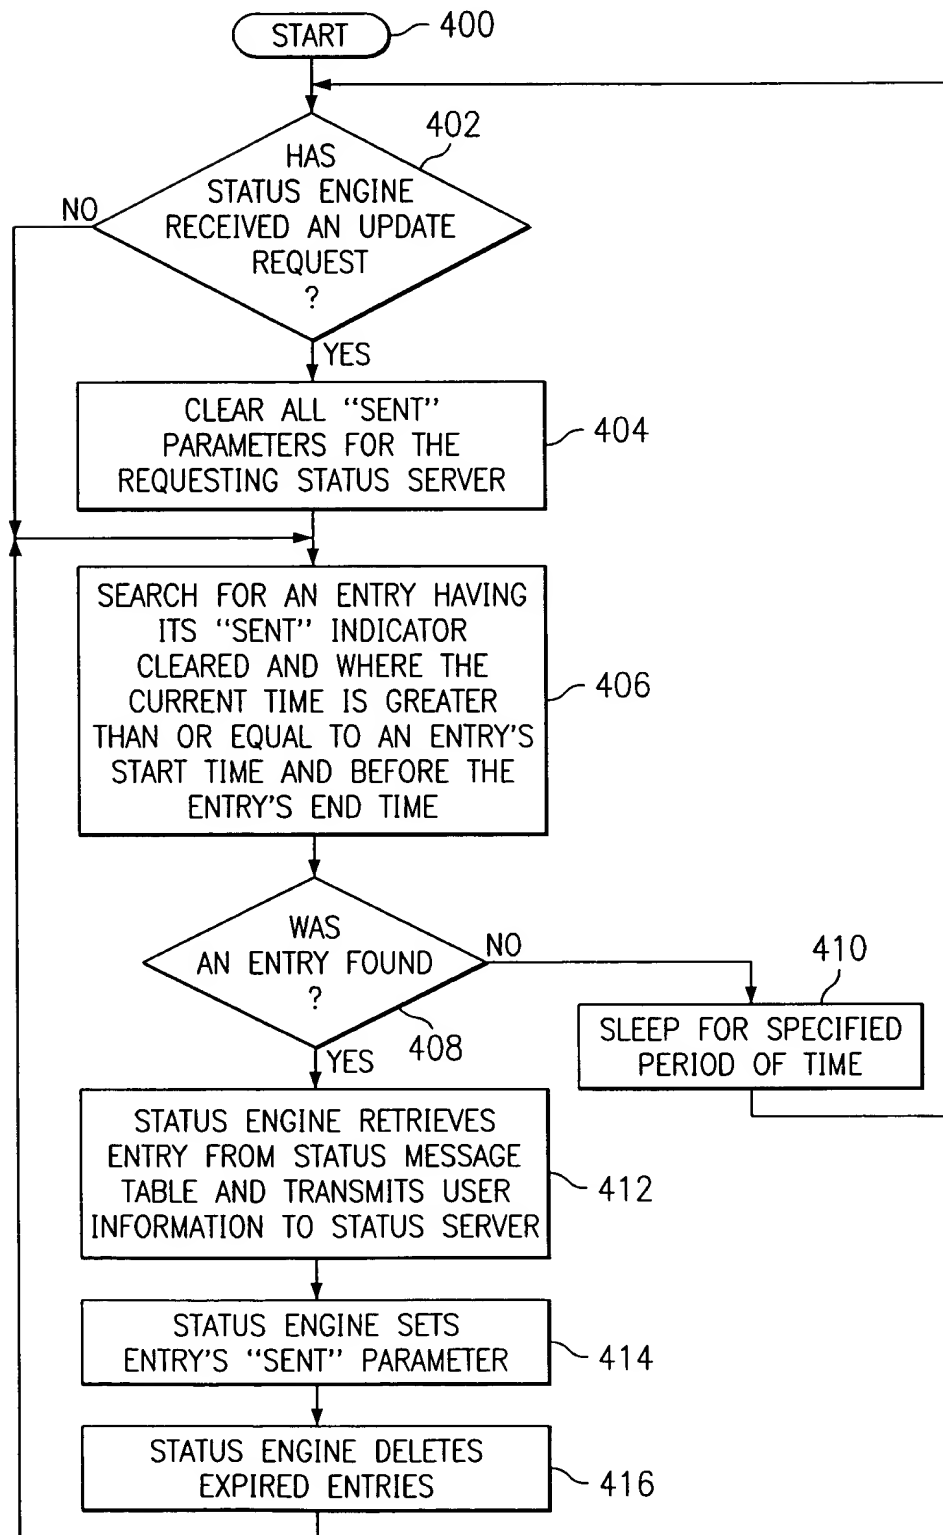 START
400
402
HAS
STATUS ENGINE
RECEIVED AN UPDATE
REQUEST
?
NO
YES
CLEAR ALL “SENT”
PARAMETERS FOR THE
REQUESTING STATUS SERVER
404
SEARCH FOR AN ENTRY HAVING
ITS “SENT” INDICATOR
CLEARED AND WHERE THE
CURRENT TIME IS GREATER
THAN OR EQUAL TO AN ENTRY'S
START TIME AND BEFORE THE
ENTRY'S END TIME
406
WAS
AN ENTRY FOUND
?
NO
408
YES
410
SLEEP FOR SPECIFIED
PERIOD OF TIME
STATUS ENGINE RETRIEVES
ENTRY FROM STATUS MESSAGE
TABLE AND TRANSMITS USER
INFORMATION TO STATUS SERVER
412
STATUS ENGINE SETS
ENTRY'S “SENT” PARAMETER
414
STATUS ENGINE DELETES
EXPIRED ENTRIES
416